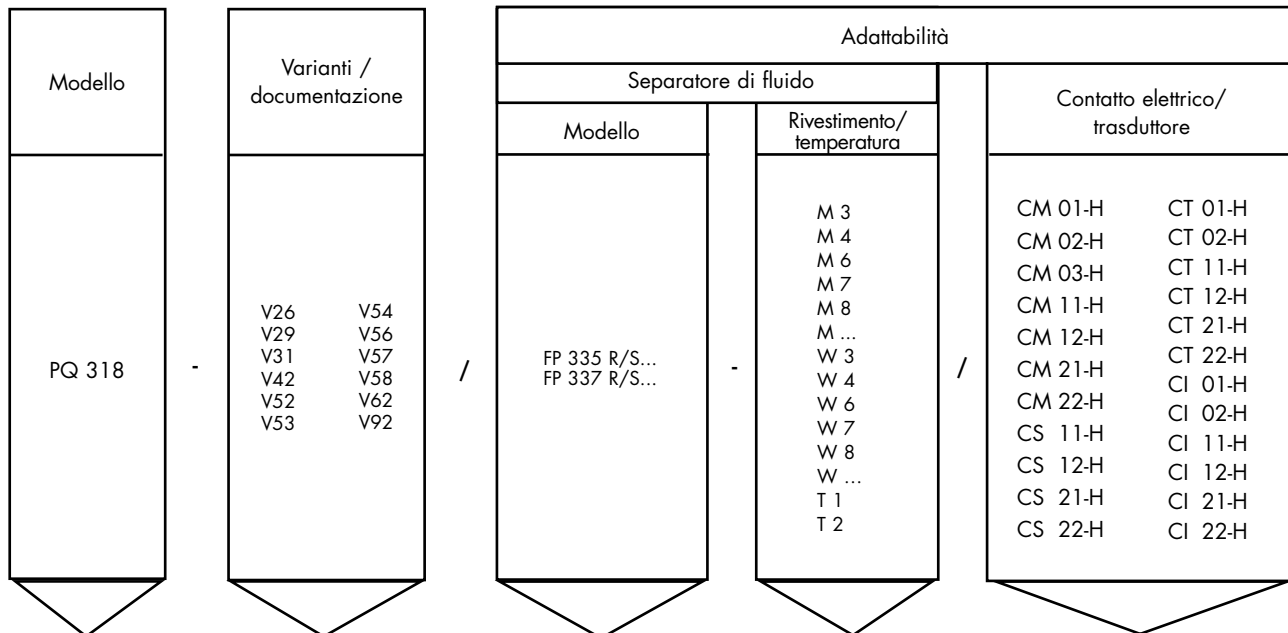 Modello
Varianti /
documentazione
Adattabilità
Separatore di fluido
Modello
Rivestimento/
temperatura
Contatto elettrico/
trasduttore
PQ 318
-
V26 V54
V29 V56
V31 V57
V42 V58
V52 V62
V53 V92
/
FP 335 R/S...
FP 337 R/S...
-
M 3
M 4
M 6
M 7
M 8
M ...
W 3
W 4
W 6
W 7
W 8
W ...
T 1
T 2
/
CM 01-H
CM 02-H
CM 03-H
CM 11-H
CM 12-H
CM 21-H
CM 22-H
CS 11-H
CS 12-H
CS 21-H
CS 22-H
CT 01-H
CT 02-H
CT 11-H
CT 12-H
CT 21-H
CT 22-H
CI 01-H
CI 02-H
CI 11-H
CI 12-H
CI 21-H
CI 22-H